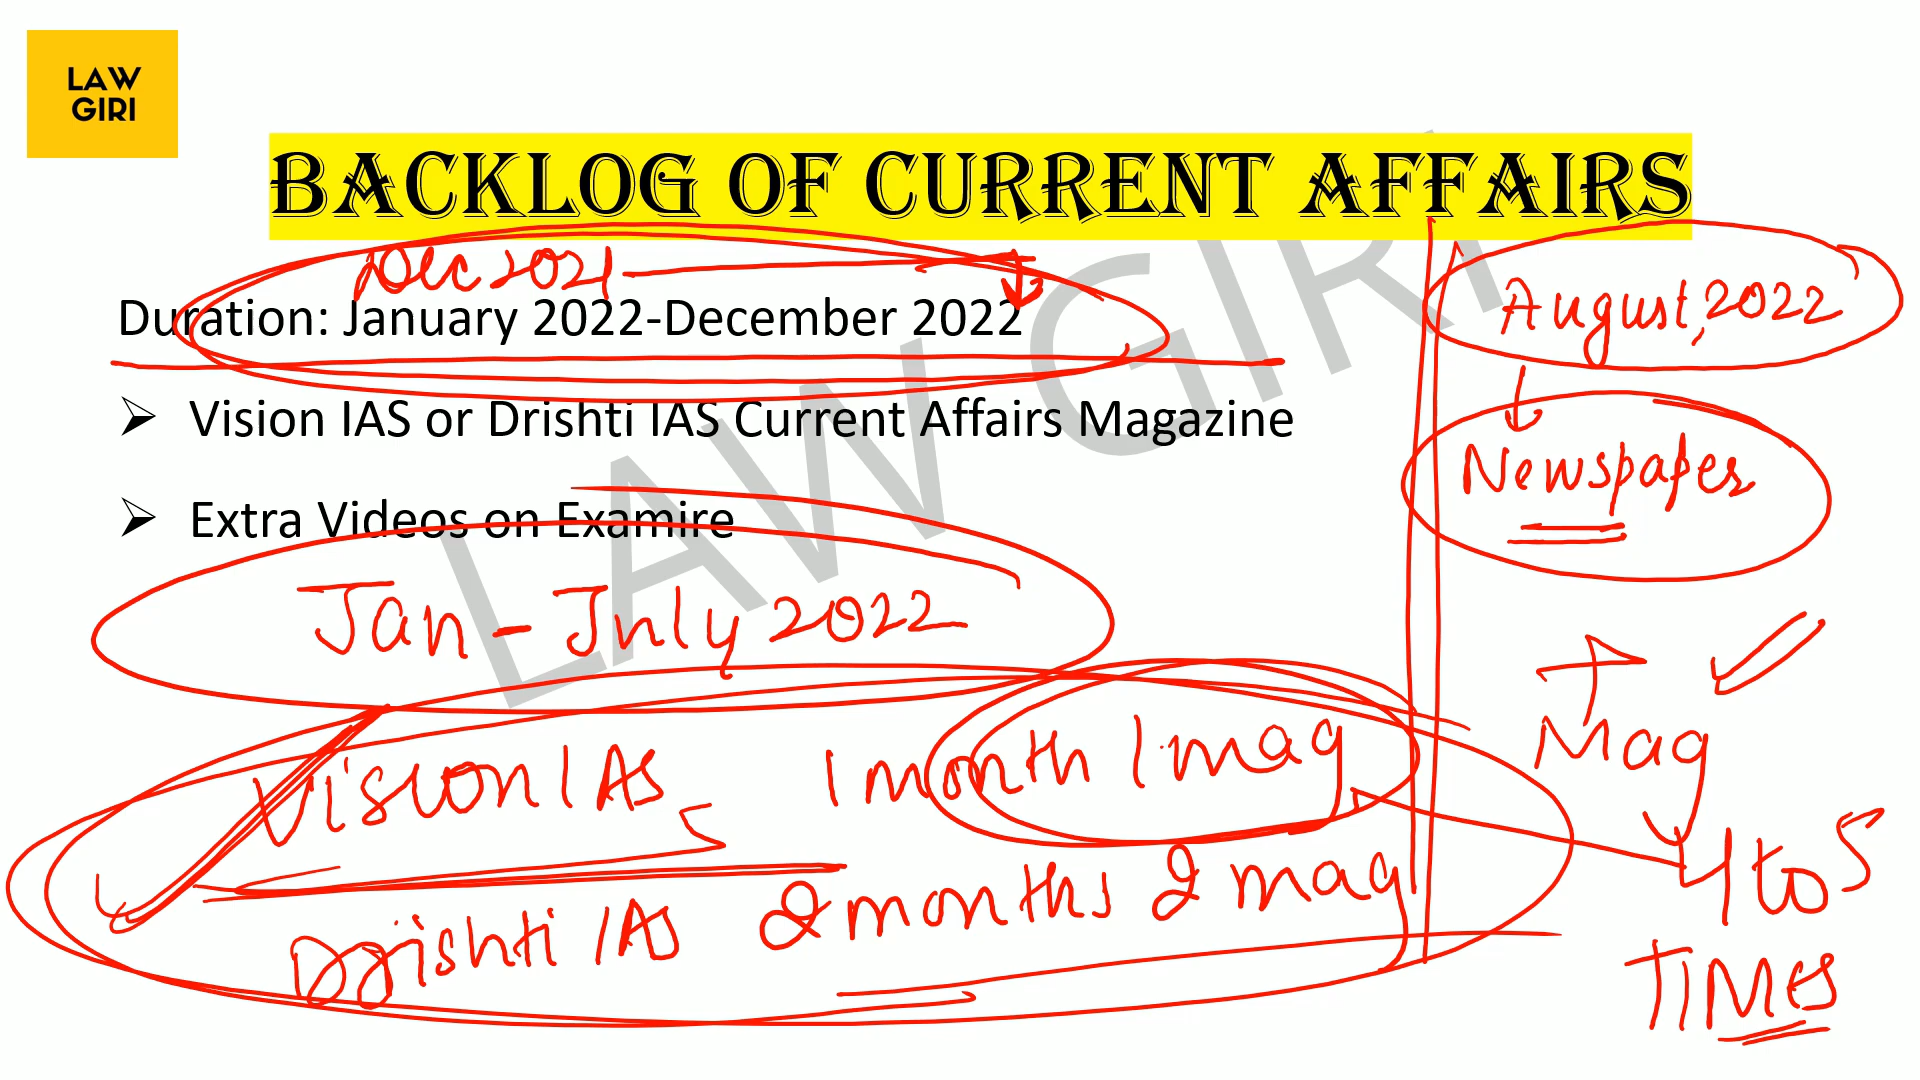 LAW
GIRI
BACKLOG OF CURRENT AFFAIRS
Dec 2021
Duration: January 2022-December 2022
➢ Vision IAS or Drishti IAS Current Affairs Magazine
➢ Extra Videos on Examire
Jan - July 2022
Vision IAS 1 month 1 mag
Drishti IAS 2 months 2 mag
August, 2022
Newspaper
+
Mag
4 to 5
TIMES
LAW GIRI